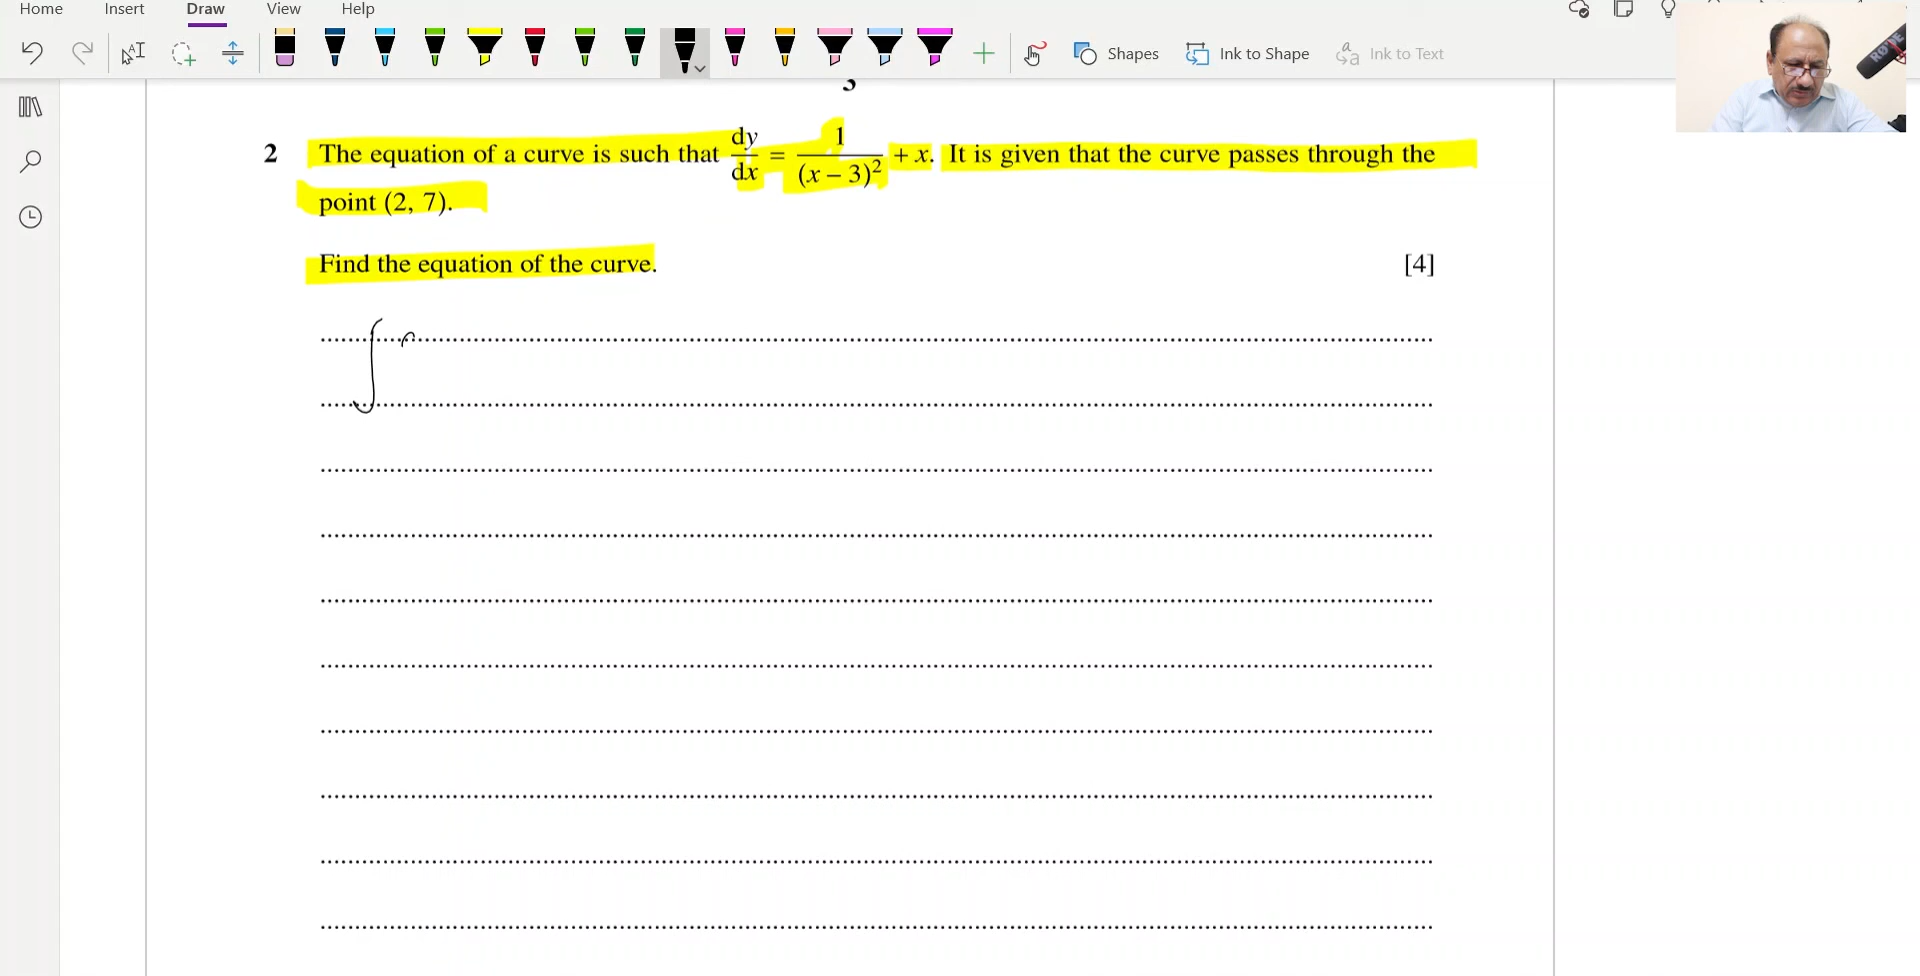 Home Insert Draw View Help
Shapes Ink to Shape Ink to Text
RØDE
2 The equation of a curve is such that dy/dx = 1/(x – 3)² + x. It is given that the curve passes through the
point (2, 7).
Find the equation of the curve. [4]
∫